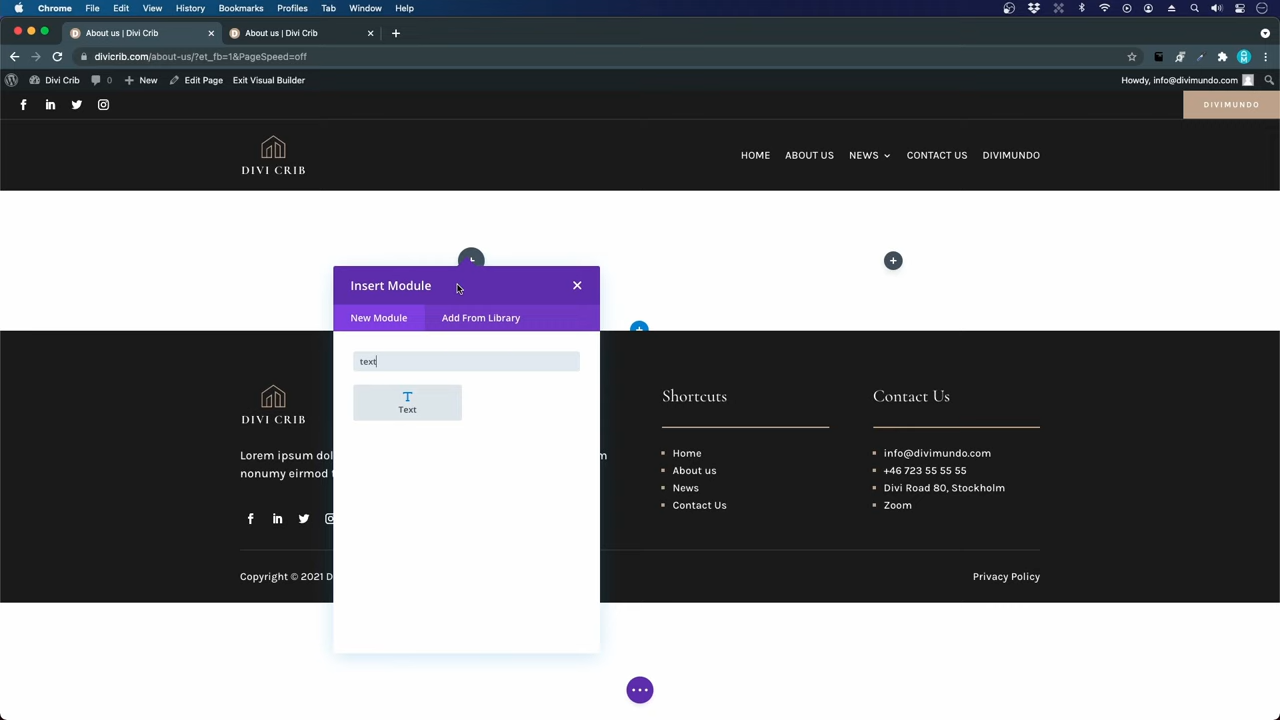 Chrome File Edit View History Bookmarks Profiles Tab Window Help
About us | Divi Crib
About us | Divi Crib
divicrib.com/about-us/?et_fb=1&PageSpeed=off
Divi Crib 0 New Edit Page Exit Visual Builder Howdy, info@divimundo.com
DIVIMUNDO
DIVI CRIB
HOME ABOUT US NEWS CONTACT US DIVIMUNDO
Insert Module
New Module Add From Library
text
T
Text
DIVI CRIB
Lorem ipsum dol
nonumy eirmod
Shortcuts
Home
About us
News
Contact Us
Contact Us
info@divimundo.com
+46 723 55 55 55
Divi Road 80, Stockholm
Zoom
Copyright © 2021 D
Privacy Policy